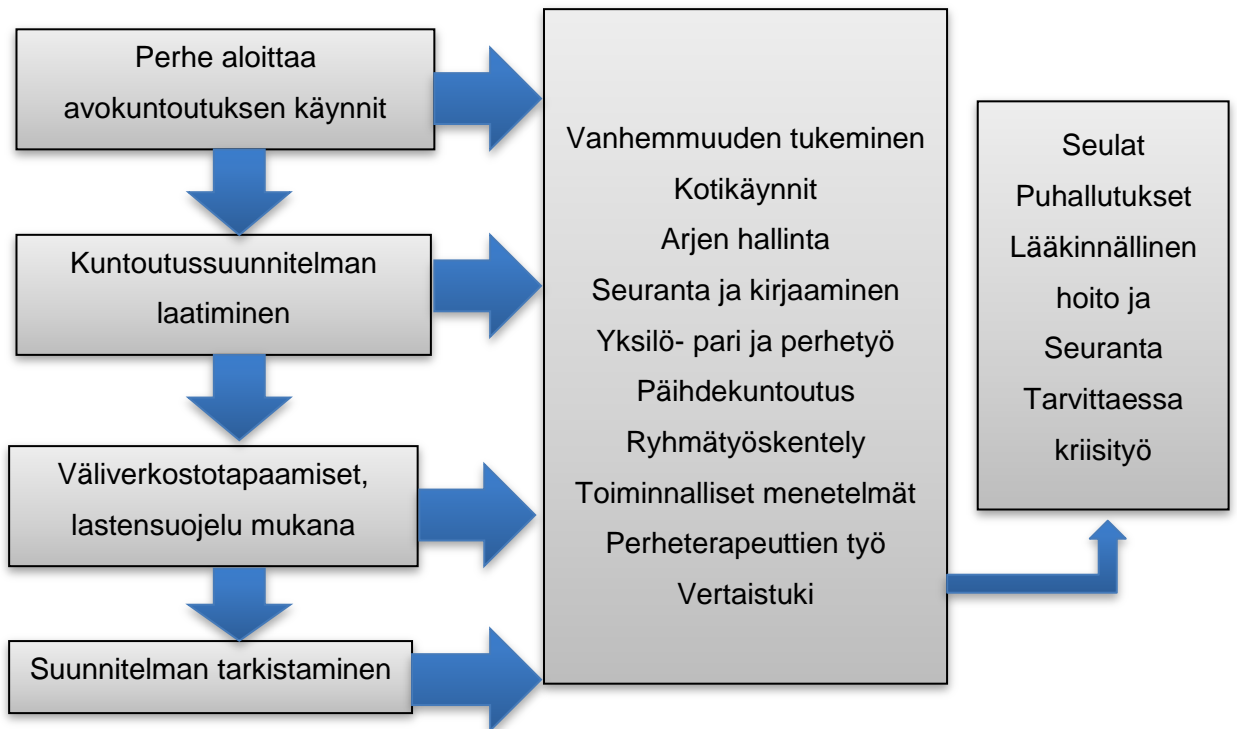 Perhe aloittaa
avokuntoutuksen käynnit
Kuntoutussuunnitelman
laatiminen
Väliverkostotapaamiset,
lastensuojelu mukana
Suunnitelman tarkistaminen
Vanhemmuuden tukeminen
Kotikäynnit
Arjen hallinta
Seuranta ja kirjaaminen
Yksilö- pari ja perhetyö
Päihdekuntoutus
Ryhmätyöskentely
Toiminnalliset menetelmät
Perheterapeuttien työ
Vertaistuki
Seulat
Puhallutukset
Lääkinnällinen
hoito ja
Seuranta
Tarvittaessa
kriisityö